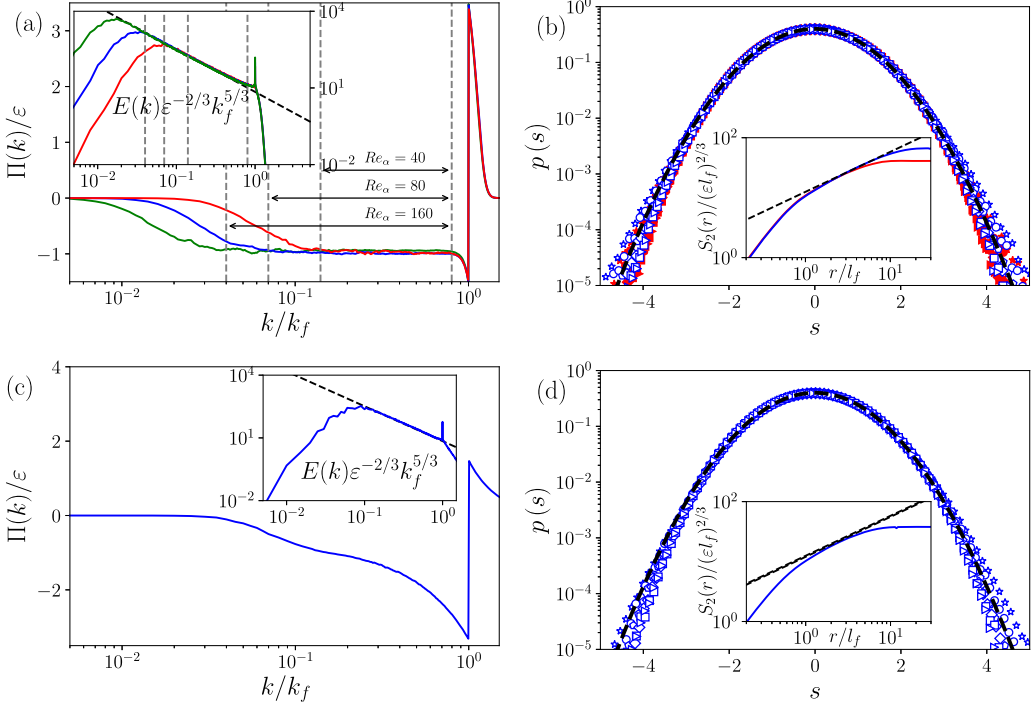 (a)
Π(k)/ε
3
2
1
0
−1
10^4
10^1
10^−2
E(k)ε^−2/3 k_f^5/3
10^−2
10^−1
10^0
Re_α = 40
Re_α = 80
Re_α = 160
10^−2
10^−1
10^0
k/k_f
(b)
p(s)
10^0
10^−1
10^−2
10^−3
10^−4
10^−5
S_2(r)/(εl_f)^2/3
10^2
10^0
10^0
10^1
r/l_f
−4
−2
0
2
4
s
(c)
Π(k)/ε
4
2
0
−2
10^4
10^1
10^−2
E(k)ε^−2/3 k_f^5/3
10^−2
10^−1
10^0
10^−2
10^−1
10^0
k/k_f
(d)
p(s)
10^0
10^−1
10^−2
10^−3
10^−4
10^−5
S_2(r)/(εl_f)^2/3
10^2
10^0
10^0
10^1
r/l_f
−4
−2
0
2
4
s